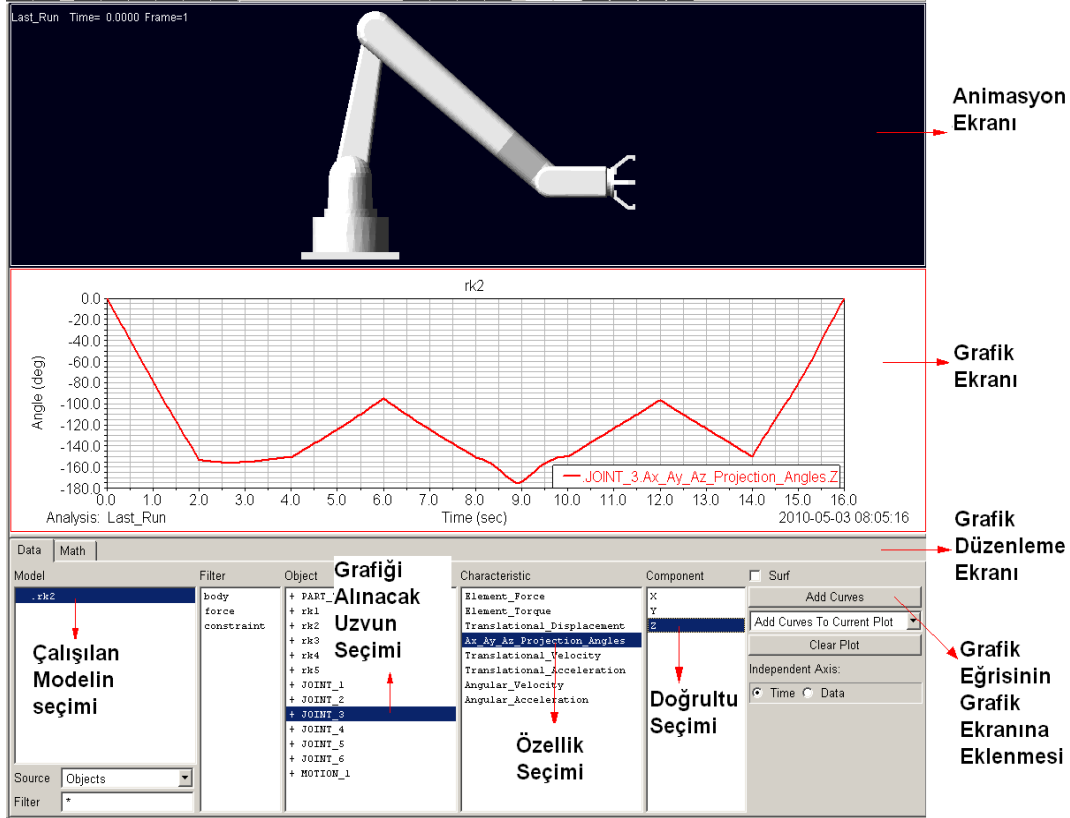 Last_Run Time= 0.0000 Frame=1
Animasyon
Ekranı
rk2
0.0
-20.0
-40.0
-60.0
-80.0
-100.0
-120.0
-140.0
-160.0
-180.0
Angle (deg)
.JOINT_3.Ax_Ay_Az_Projection_Angles.Z
0.0 1.0 2.0 3.0 4.0 5.0 6.0 7.0 8.0 9.0 10.0 11.0 12.0 13.0 14.0 15.0 16.0
Analysis: Last_Run
Time (sec)
2010-05-03 08:05:16
Grafik
Ekranı
Grafik
Düzenleme
Ekranı
Data
Math
Model
.rk2
Çalışılan
Modelin
seçimi
Source
Objects
Filter
*
Filter
body
force
constraint
Object
+ rk1
+ rk2
+ rk3
+ rk4
+ rk5
+ JOINT_1
+ JOINT_2
+ JOINT_3
+ JOINT_4
+ JOINT_5
+ JOINT_6
+ MOTION_1
Grafiği
Alınacak
Uzvun
Seçimi
Characteristic
Element_Force
Element_Torque
Translational_Displacement
Ax_Ay_Az_Projection_Angles
Translational_Velocity
Translational_Acceleration
Angular_Velocity
Angular_Acceleration
Özellik
Seçimi
Component
X
Y
Z
Doğrultu
Seçimi
Surf
Add Curves
Add Curves To Current Plot
Clear Plot
Independent Axis:
Time
Data
Grafik
Eğrisinin
Grafik
Ekranına
Eklenmesi